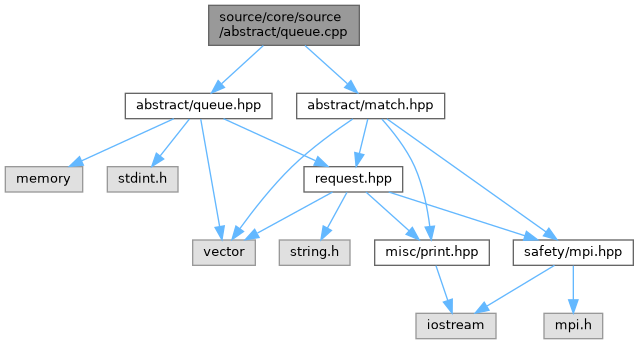 source/core/source
/abstract/queue.cpp
abstract/queue.hpp
abstract/match.hpp
memory
stdint.h
request.hpp
vector
string.h
misc/print.hpp
safety/mpi.hpp
iostream
mpi.h